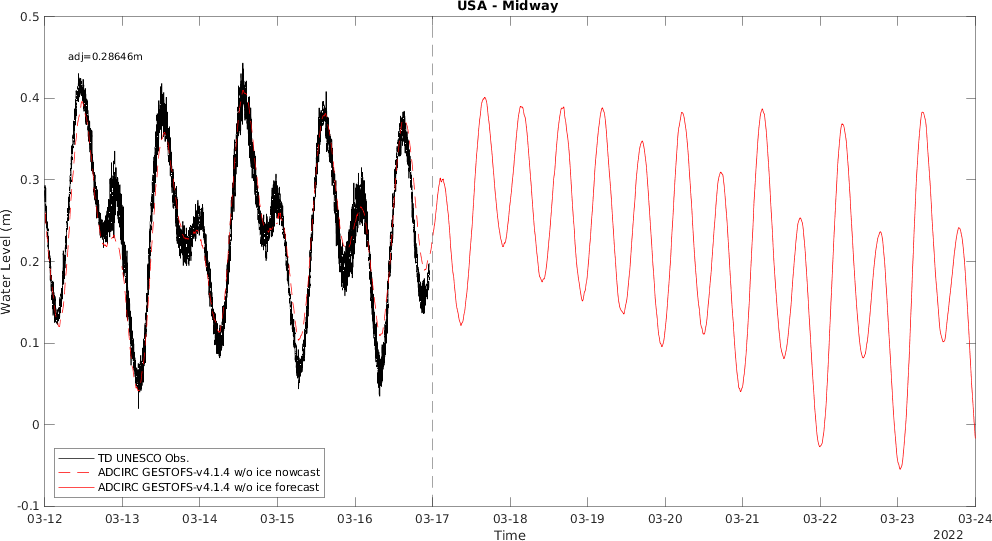 USA - Midway
0.5
adj=0.28646m
0.4
0.3
0.2
0.1
0
-0.1
Water Level (m)
TD UNESCO Obs.
ADCIRC GESTOFS-v4.1.4 w/o ice nowcast
ADCIRC GESTOFS-v4.1.4 w/o ice forecast
03-12 03-13 03-14 03-15 03-16 03-17 03-18 03-19 03-20 03-21 03-22 03-23 03-24
Time
2022